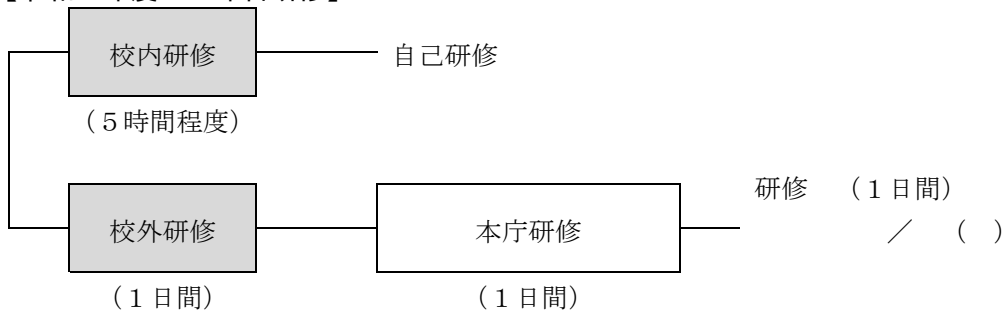 校内研修
自己研修
(5時間程度)
研修 (1日間)
校外研修
本庁研修
/ ( )
(1日間)
(1日間)